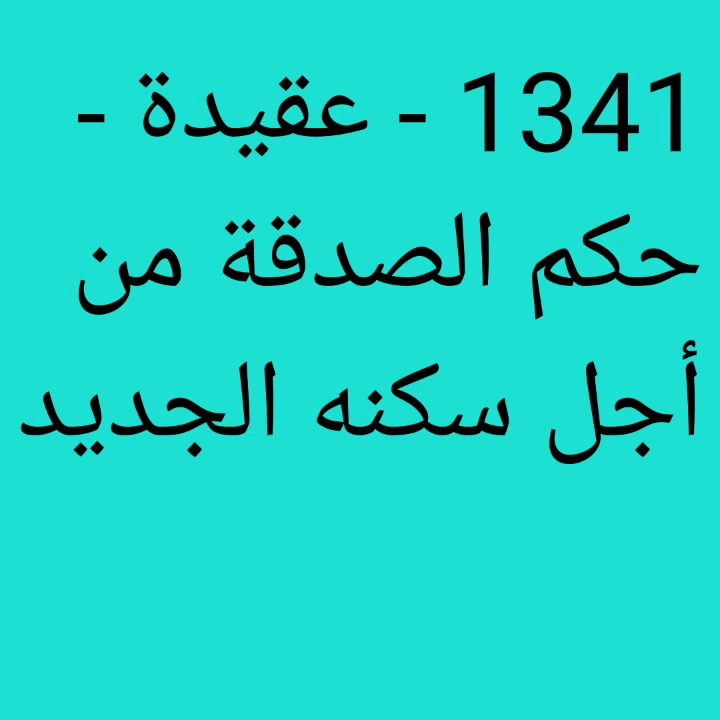 1341 - عقيدة -
حكم الصدقة من
أجل سكنه الجديد